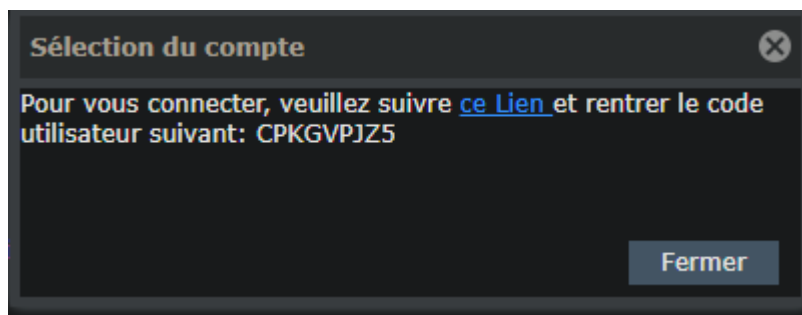 Sélection du compte
Pour vous connecter, veuillez suivre ce Lien et rentrer le code
utilisateur suivant: CPKGVPJZ5
Fermer